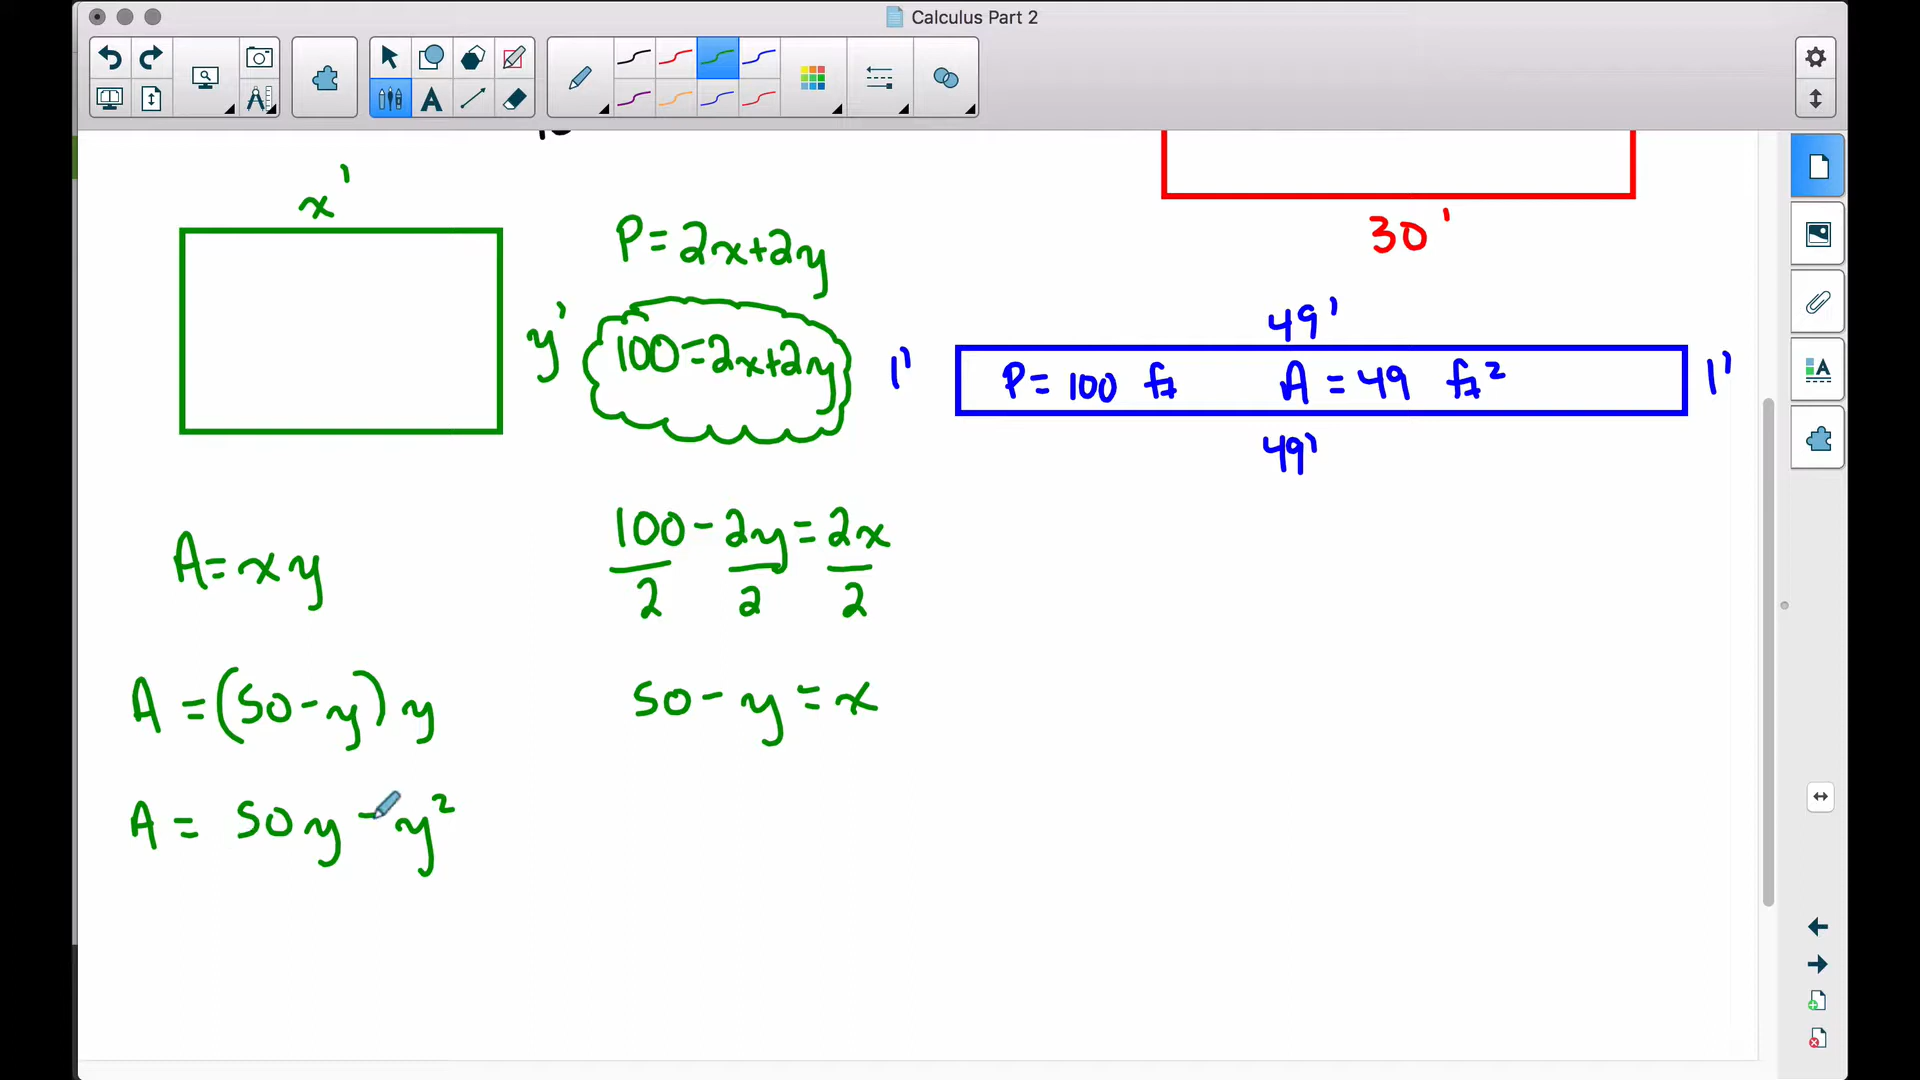 Calculus Part 2
x'
P=2x+2y
30'
y'
100=2x+2y
49'
1'
P=100 ft A=49 ft²
1'
49'
A=xy
100-2y=2x
2 2 2
A=(50-y)y
50-y=x
A=50y-y²